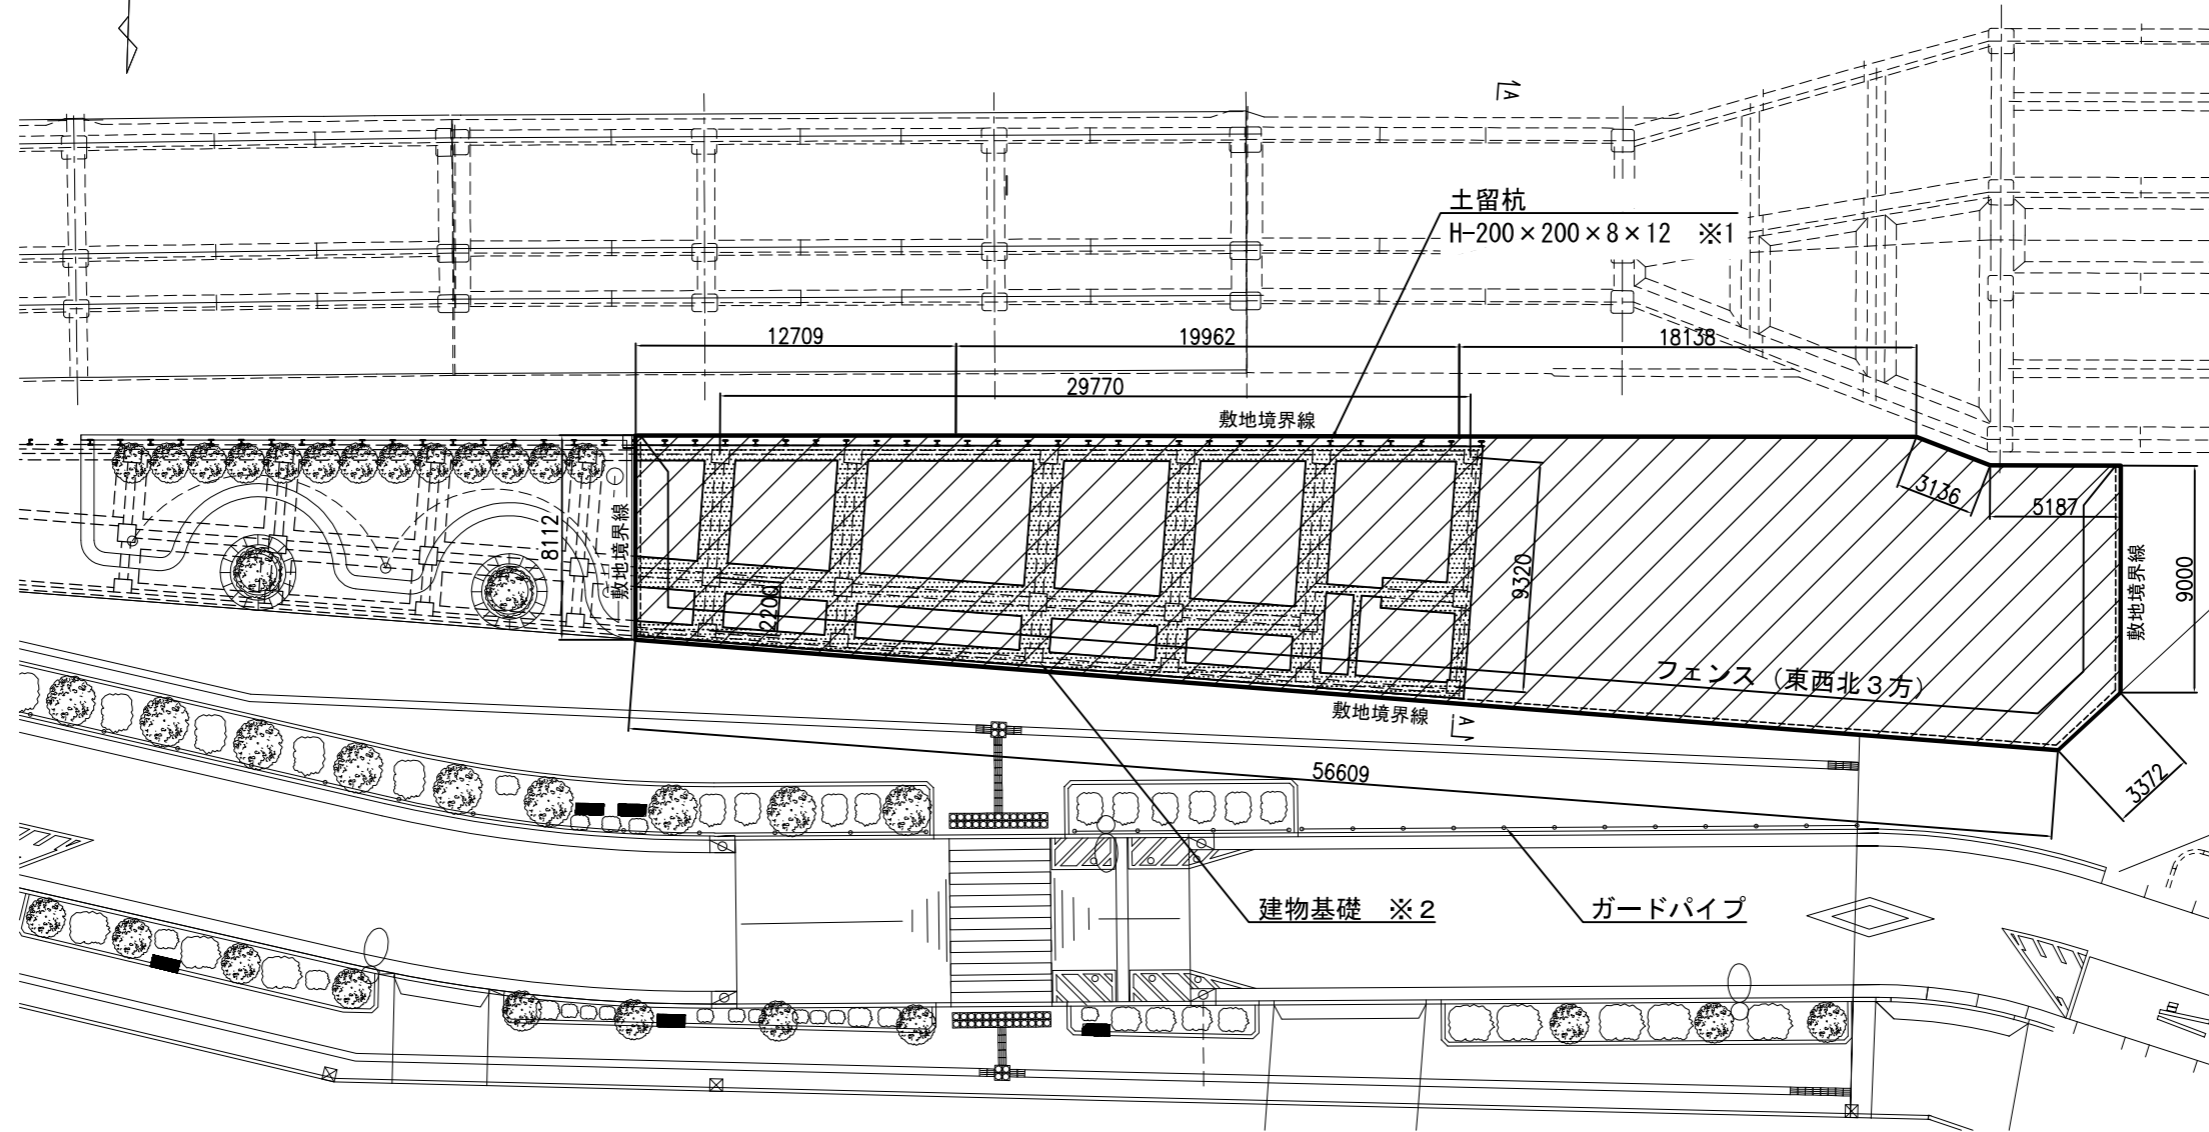 A
土留杭
H-200×200×8×12 ※1
12709
19962
18138
29770
敷地境界線
3136
5187
8112
敷地境界線
2200
9320
敷地境界線
9000
フェンス（東西北３方）
敷地境界線
A
56609
3372
建物基礎 ※２
ガードパイプ